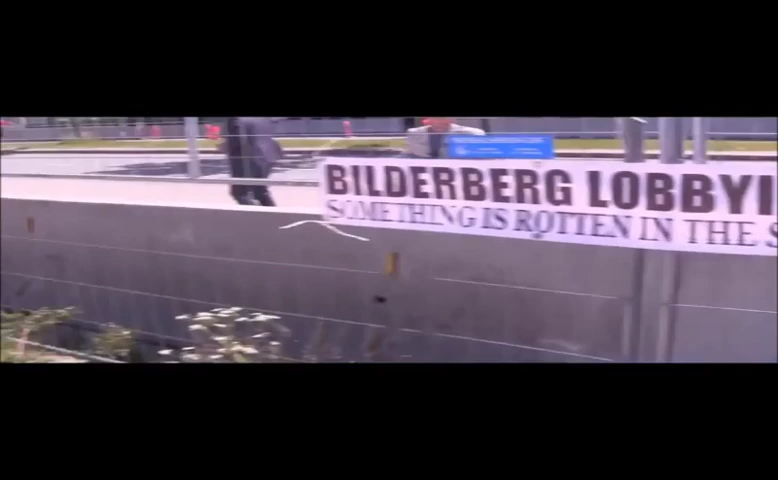 BILDERBERG LOBBYI
SOMETHING IS ROTTEN IN THE S